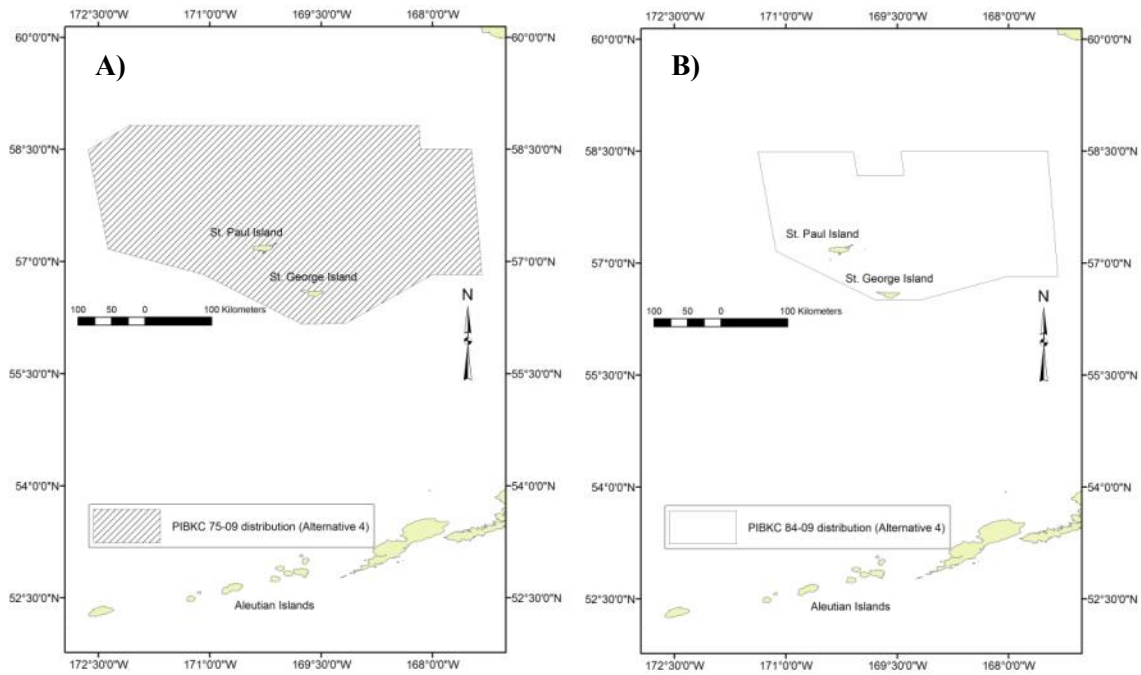 172°30'0"W 171°0'0"W 169°30'0"W 168°0'0"W
60°0'0"N 60°0'0"N
A)
58°30'0"N 58°30'0"N
St. Paul Island
57°0'0"N 57°0'0"N
St. George Island
N
100 50 0 100 Kilometers
55°30'0"N 55°30'0"N
54°0'0"N 54°0'0"N
PIBKC 75-09 distribution (Alternative 4)
52°30'0"N 52°30'0"N
Aleutian Islands
172°30'0"W 171°0'0"W 169°30'0"W 168°0'0"W
172°30'0"W 171°0'0"W 169°30'0"W 168°0'0"W
60°0'0"N 60°0'0"N
B)
58°30'0"N 58°30'0"N
St. Paul Island
57°0'0"N 57°0'0"N
St. George Island
N
100 50 0 100 Kilometers
55°30'0"N 55°30'0"N
54°0'0"N 54°0'0"N
PIBKC 84-09 distribution (Alternative 4)
52°30'0"N 52°30'0"N
Aleutian Islands
172°30'0"W 171°0'0"W 169°30'0"W 168°0'0"W